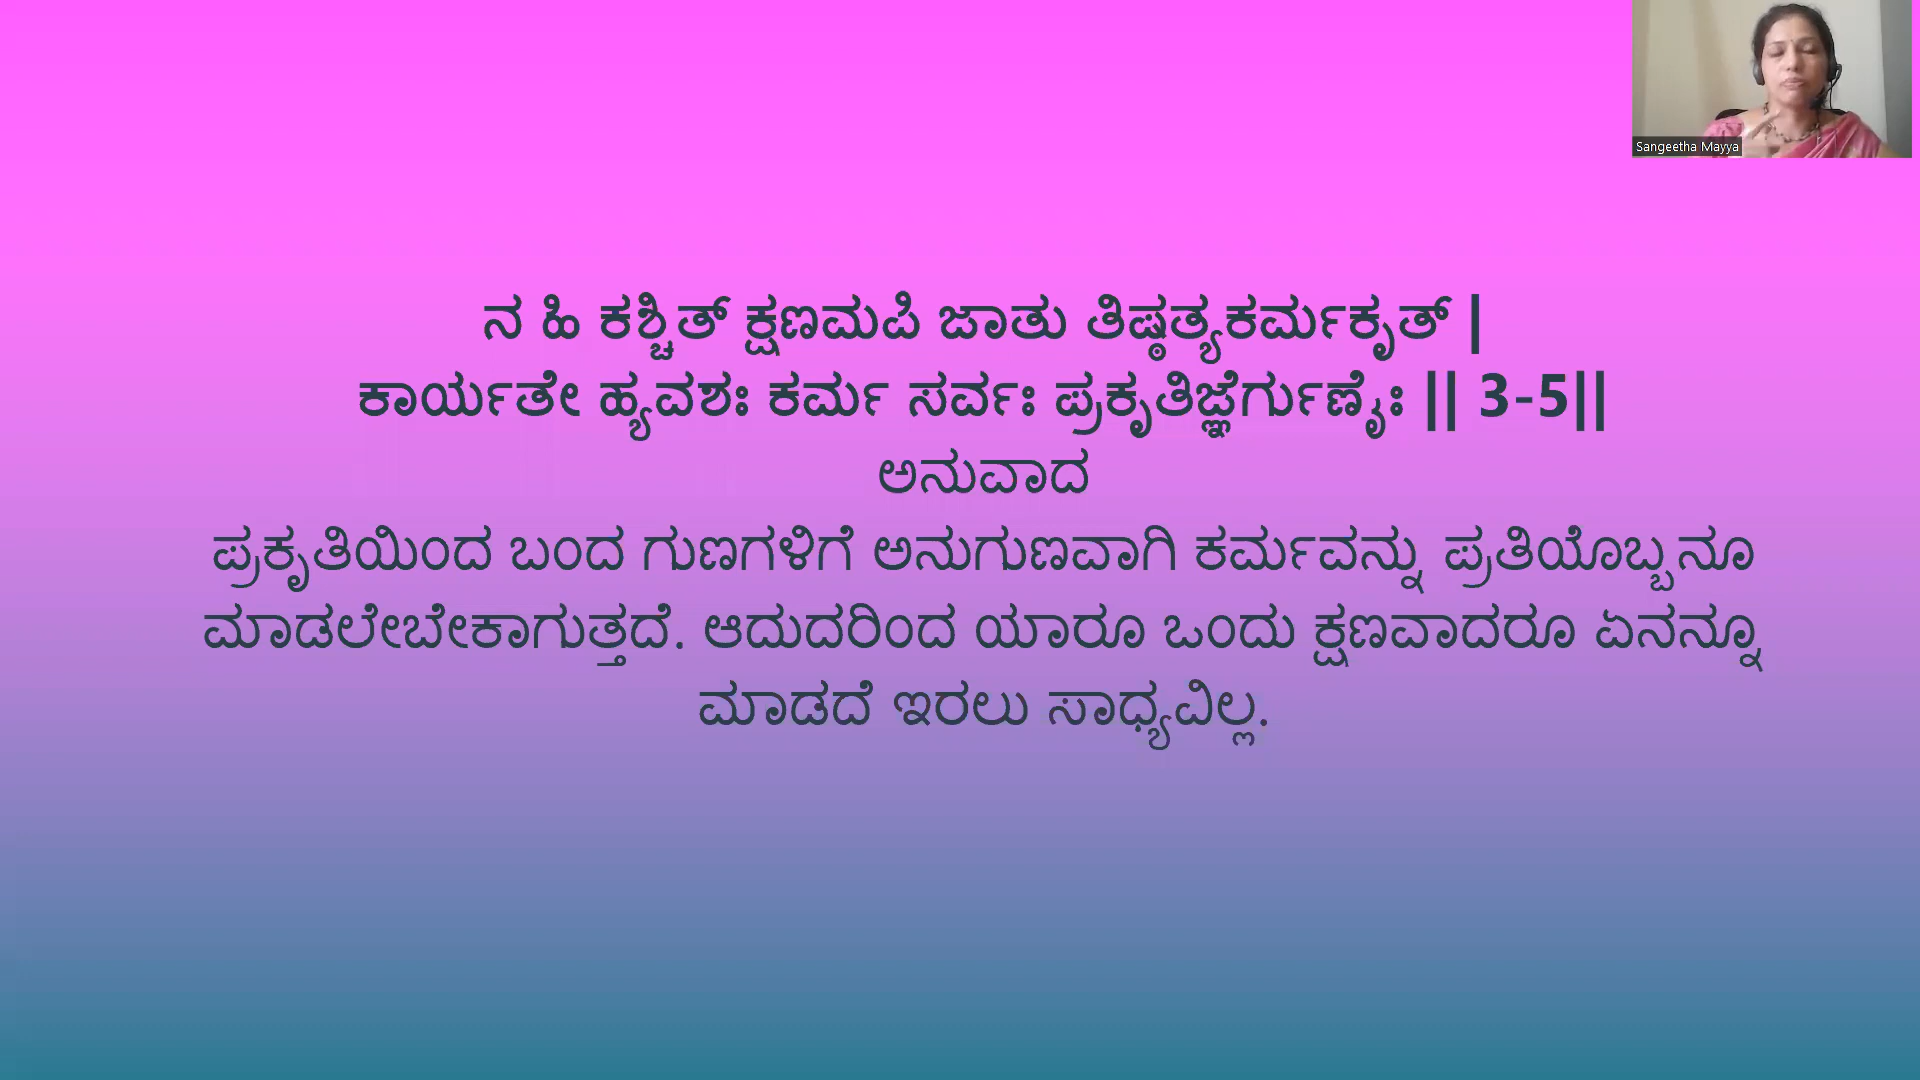 Sangeetha Mayya
ನ ಹಿ ಕಶ್ಚಿತ್ ಕ್ಷಣಮಪಿ ಜಾತು ತಿಷ್ಠತ್ಯಕರ್ಮಕೃತ್ |
ಕಾರ್ಯತೇ ಹ್ಯವಶಃ ಕರ್ಮ ಸರ್ವಃ ಪ್ರಕೃತಿಜ್ಞೆರ್ಗುಣೈಃ || 3-5||
ಅನುವಾದ
ಪ್ರಕೃತಿಯಿಂದ ಬಂದ ಗುಣಗಳಿಗೆ ಅನುಗುಣವಾಗಿ ಕರ್ಮವನ್ನು ಪ್ರತಿಯೊಬ್ಬನೂ
ಮಾಡಲೇಬೇಕಾಗುತ್ತದೆ. ಆದುದರಿಂದ ಯಾರೂ ಒಂದು ಕ್ಷಣವಾದರೂ ಏನನ್ನೂ
ಮಾಡದೆ ಇರಲು ಸಾಧ್ಯವಿಲ್ಲ.